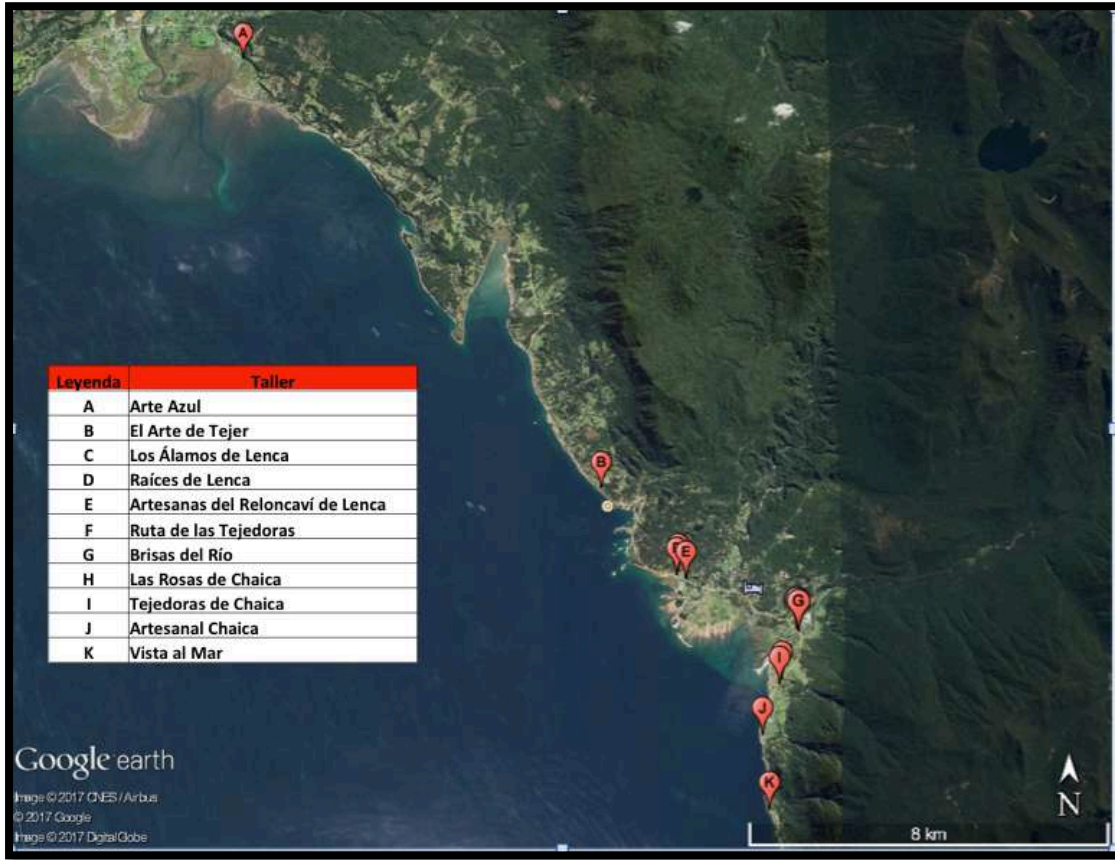 A
Leyenda Taller
A Arte Azul
B El Arte de Tejer
C Los Álamos de Lenca
D Raíces de Lenca
E Artesanas del Reloncaví de Lenca
F Ruta de las Tejedoras
G Brisas del Río
H Las Rosas de Chaica
I Tejedoras de Chaica
J Artesanal Chaica
K Vista al Mar
B
E
G
I
J
K
Google earth
Image © 2017 CNES / Airbus
© 2017 Google
Image © 2017 DigitalGlobe
N
8 km